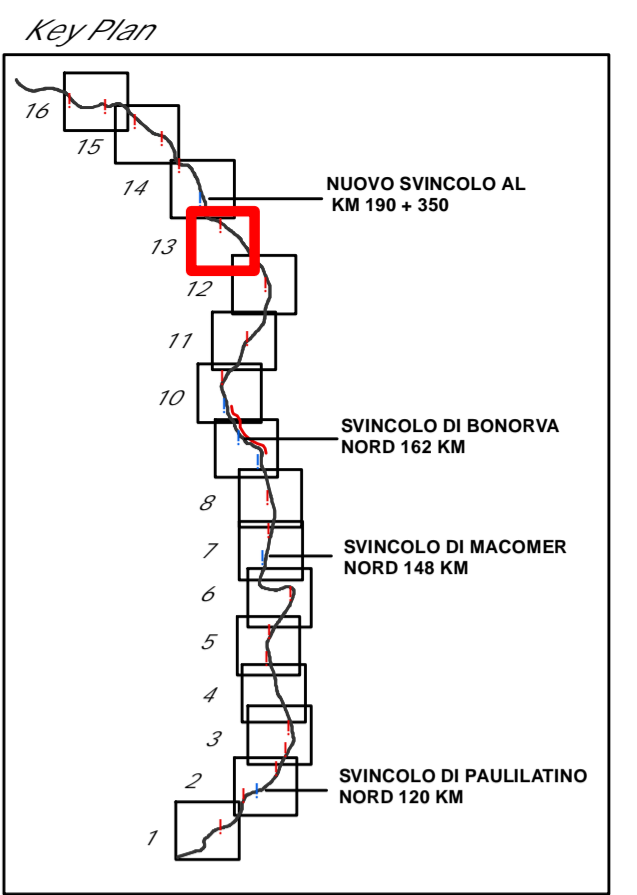 Key Plan
16
15
14
NUOVO SVINCOLO AL
KM 190 + 350
13
12
11
10
SVINCOLO DI BONORVA
NORD 162 KM
8
7
SVINCOLO DI MACOMER
NORD 148 KM
6
5
4
3
2
SVINCOLO DI PAULILATINO
NORD 120 KM
1